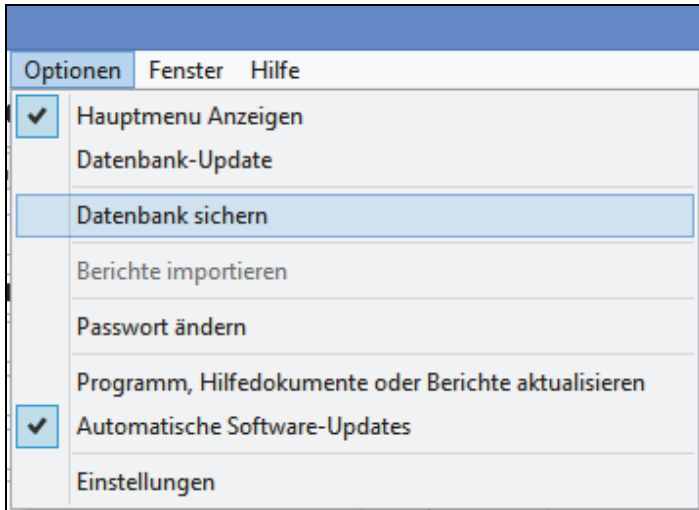 Optionen Fenster Hilfe
Hauptmenu Anzeigen
Datenbank-Update
Datenbank sichern
Berichte importieren
Passwort ändern
Programm, Hilfedokumente oder Berichte aktualisieren
Automatische Software-Updates
Einstellungen